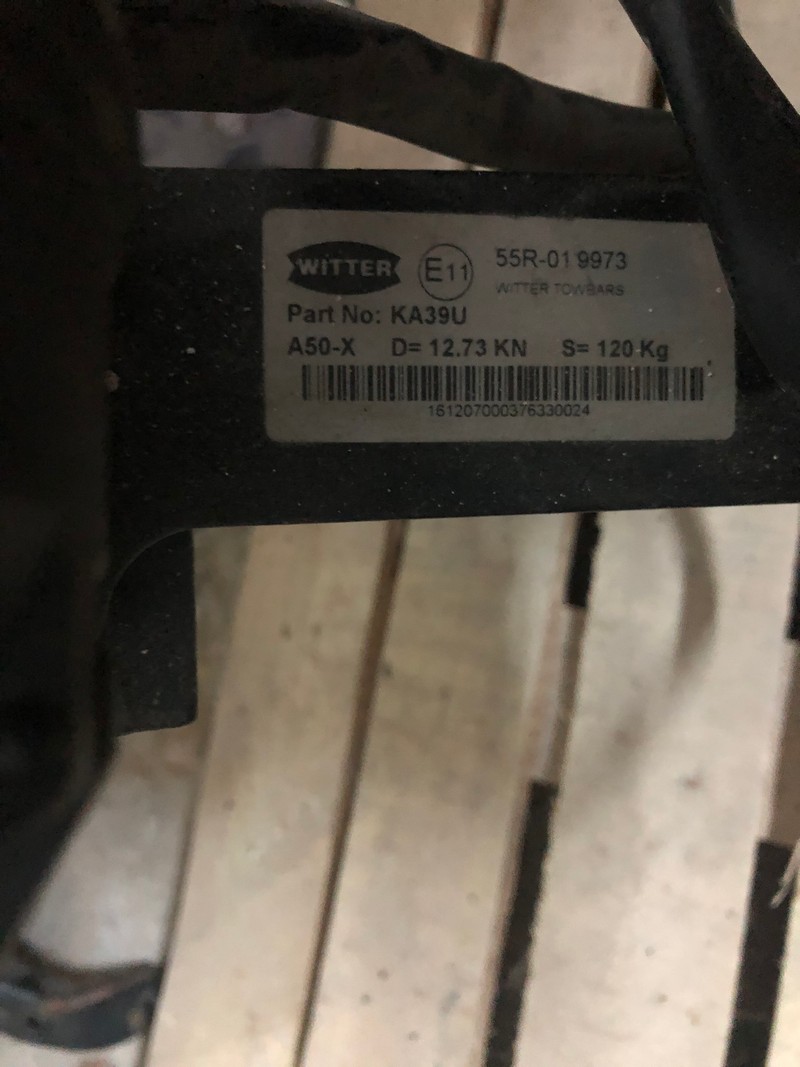 WITTER E11 55R-01 9973
WITTER TOWBARS
Part No: KA39U
A50-X D= 12.73 KN S= 120 Kg
161207000376330024